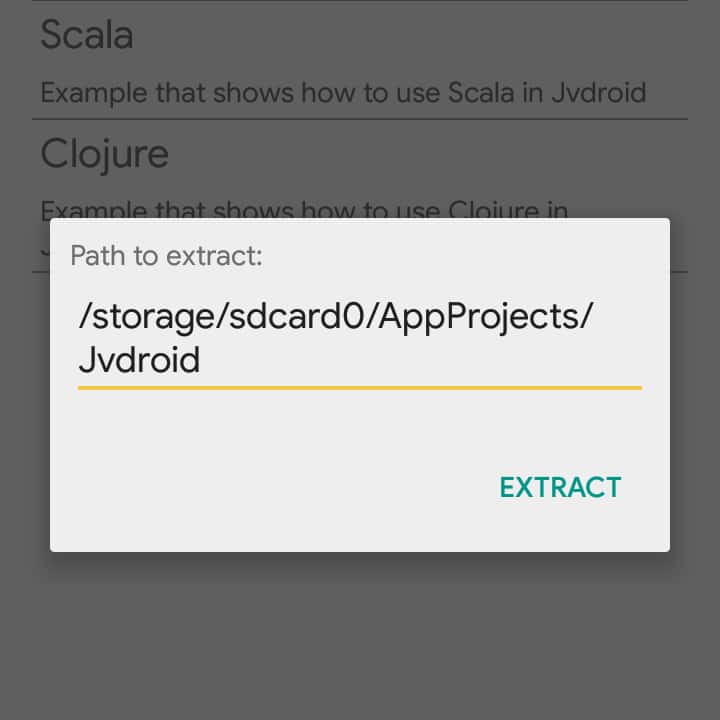 Scala
Example that shows how to use Scala in Jvdroid
Clojure
Example that shows how to use Clojure in
Path to extract:
/storage/sdcard0/AppProjects/
Jvdroid
EXTRACT